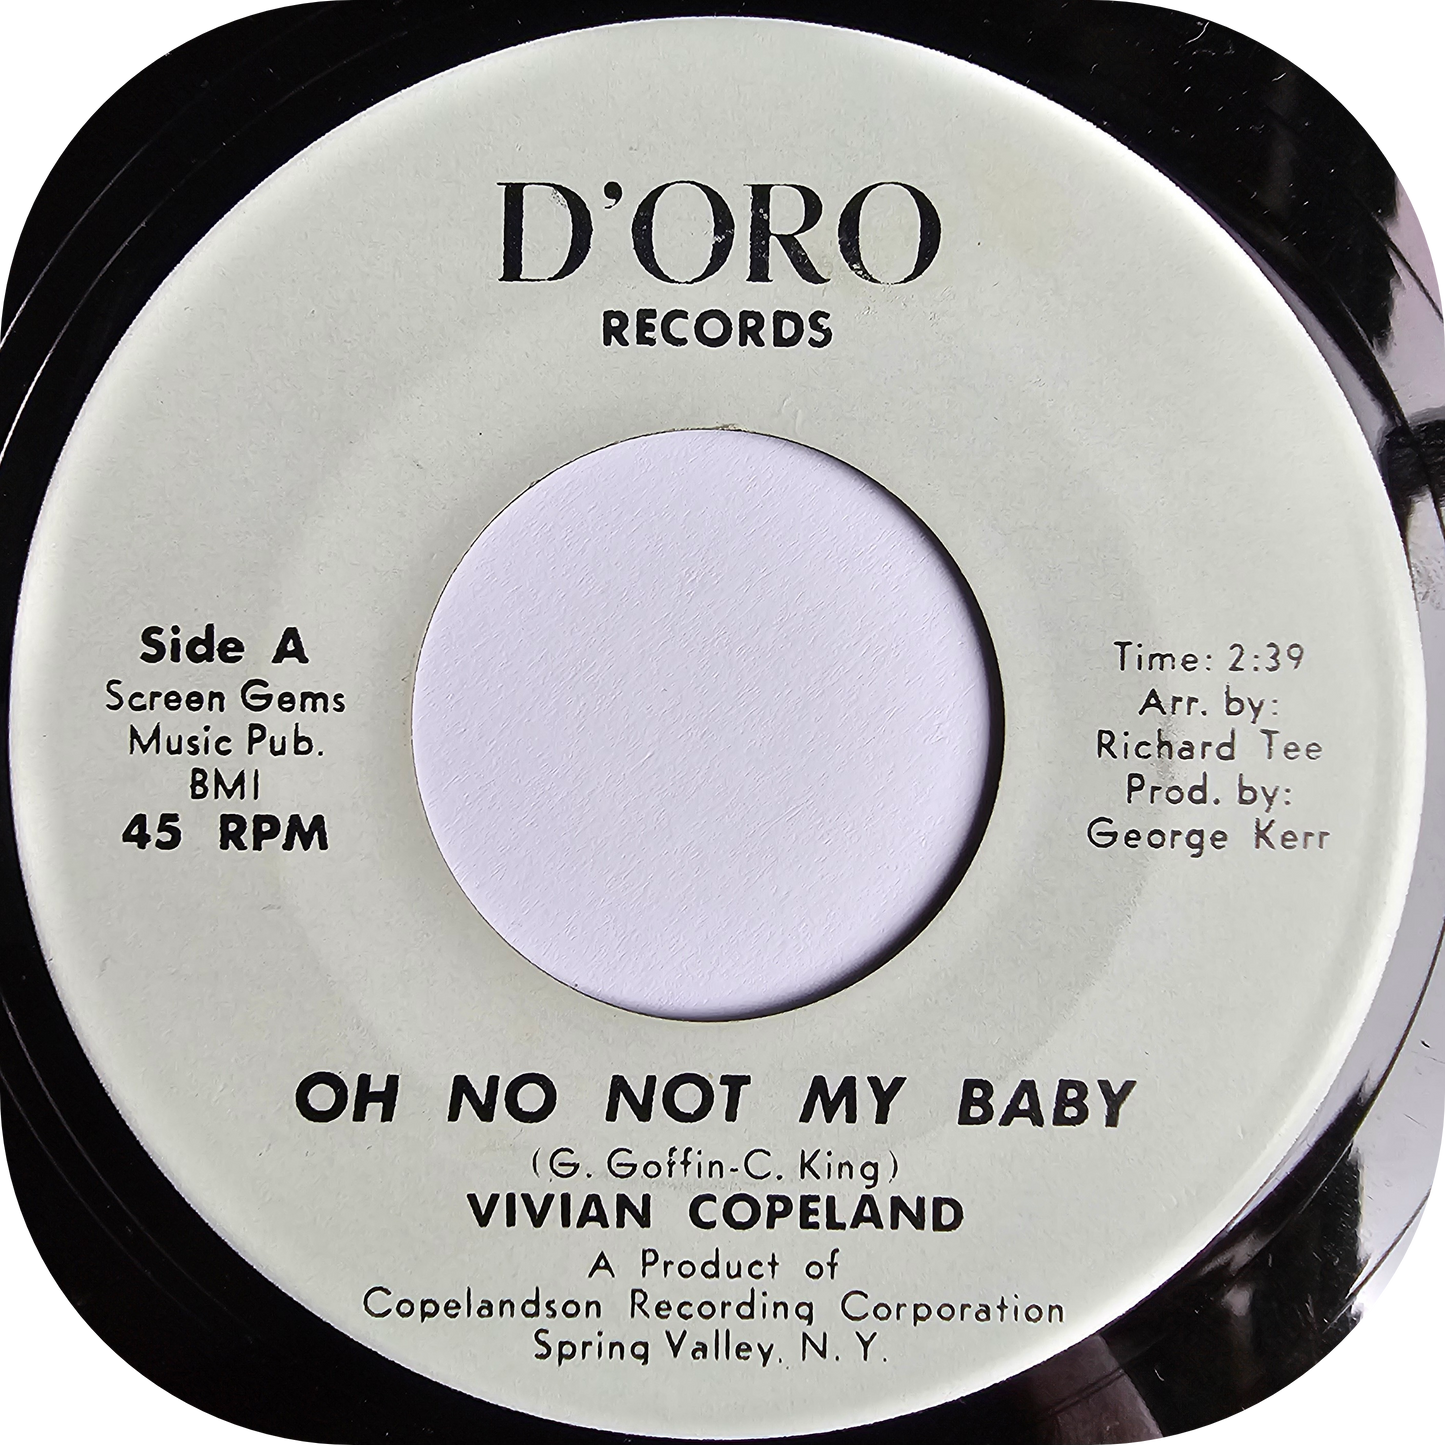 D'ORO
RECORDS
Side A
Screen Gems
Music Pub.
BMI
45 RPM
Time: 2:39
Arr. by:
Richard Tee
Prod. by:
George Kerr
OH NO NOT MY BABY
(G. Goffin-C. King)
VIVIAN COPELAND
A Product of
Copelandson Recording Corporation
Spring Valley, N. Y.